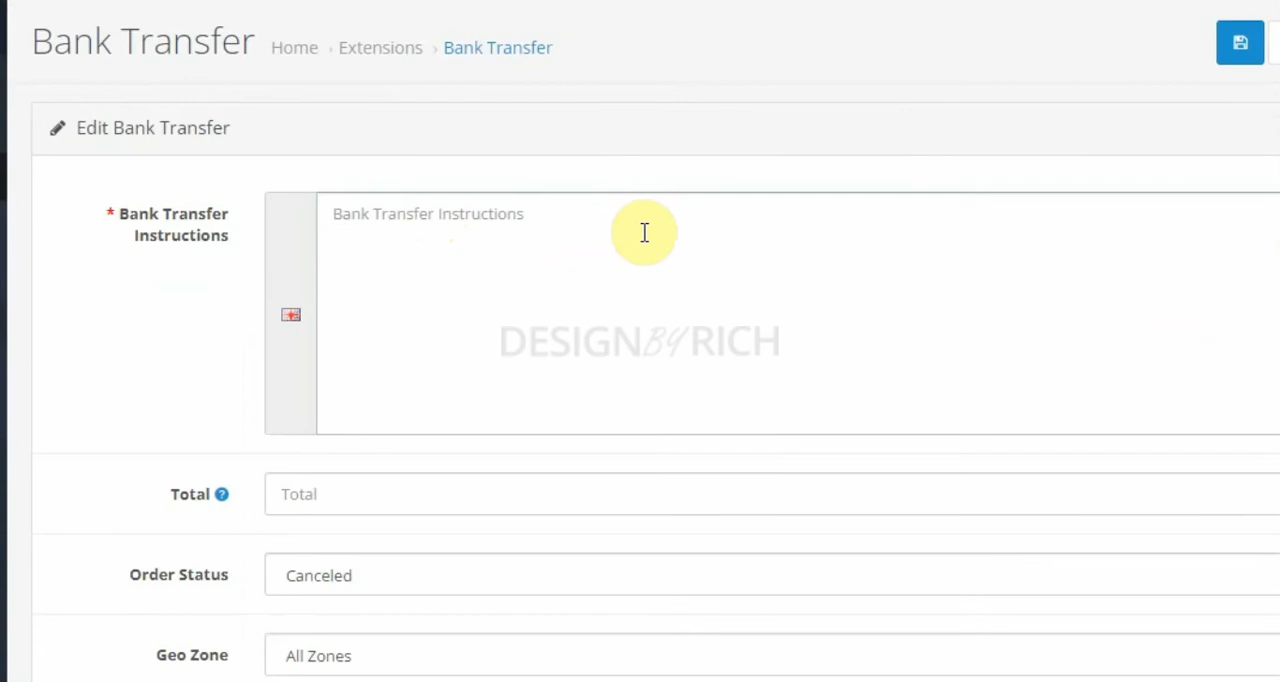 Bank Transfer Home › Extensions › Bank Transfer
Edit Bank Transfer
* Bank Transfer
Instructions
Bank Transfer Instructions
DESIGNBYRICH
Total ?
Total
Order Status
Canceled
Geo Zone
All Zones